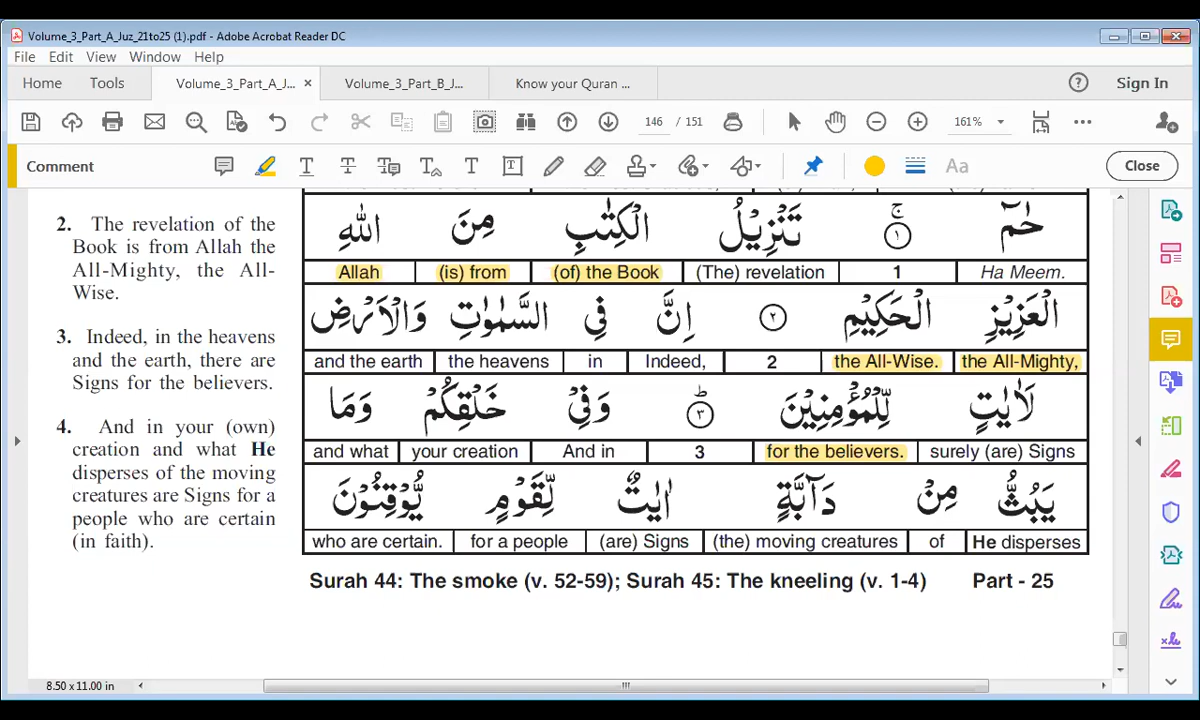 Volume_3_Part_A_Juz_21to25 (1).pdf - Adobe Acrobat Reader DC
File Edit View Window Help
Home Tools Volume_3_Part_A_J... × Volume_3_Part_B_J... Know your Quran ... Sign In
146 / 151 161%
Comment Aa Close
2. The revelation of the
Book is from Allah the
All-Mighty, the All-
Wise.
3. Indeed, in the heavens
and the earth, there are
Signs for the believers.
4. And in your (own)
creation and what He
disperses of the moving
creatures are Signs for a
people who are certain
(in faith).
حٰمٓ ۚ ١ تَنْزِيْلُ الْكِتٰبِ مِنَ اللّٰهِ
Allah (is) from (of) the Book (The) revelation 1 Ha Meem.
الْعَزِيْزِ الْحَكِيْمِ ٢ اِنَّ فِي السَّمٰوٰتِ وَالْاَرْضِ
and the earth the heavens in Indeed, 2 the All-Wise. the All-Mighty,
لَاٰيٰتٍ لِّلْمُؤْمِنِيْنَ ؕ ٣ وَفِيْ خَلْقِكُمْ وَمَا
and what your creation And in 3 for the believers. surely (are) Signs
يَبُثُّ مِنْ دَآبَّةٍ اٰيٰتٌ لِّقَوْمٍ يُّوْقِنُوْنَ
who are certain. for a people (are) Signs (the) moving creatures of He disperses
Surah 44: The smoke (v. 52-59); Surah 45: The kneeling (v. 1-4) Part - 25
8.50 x 11.00 in